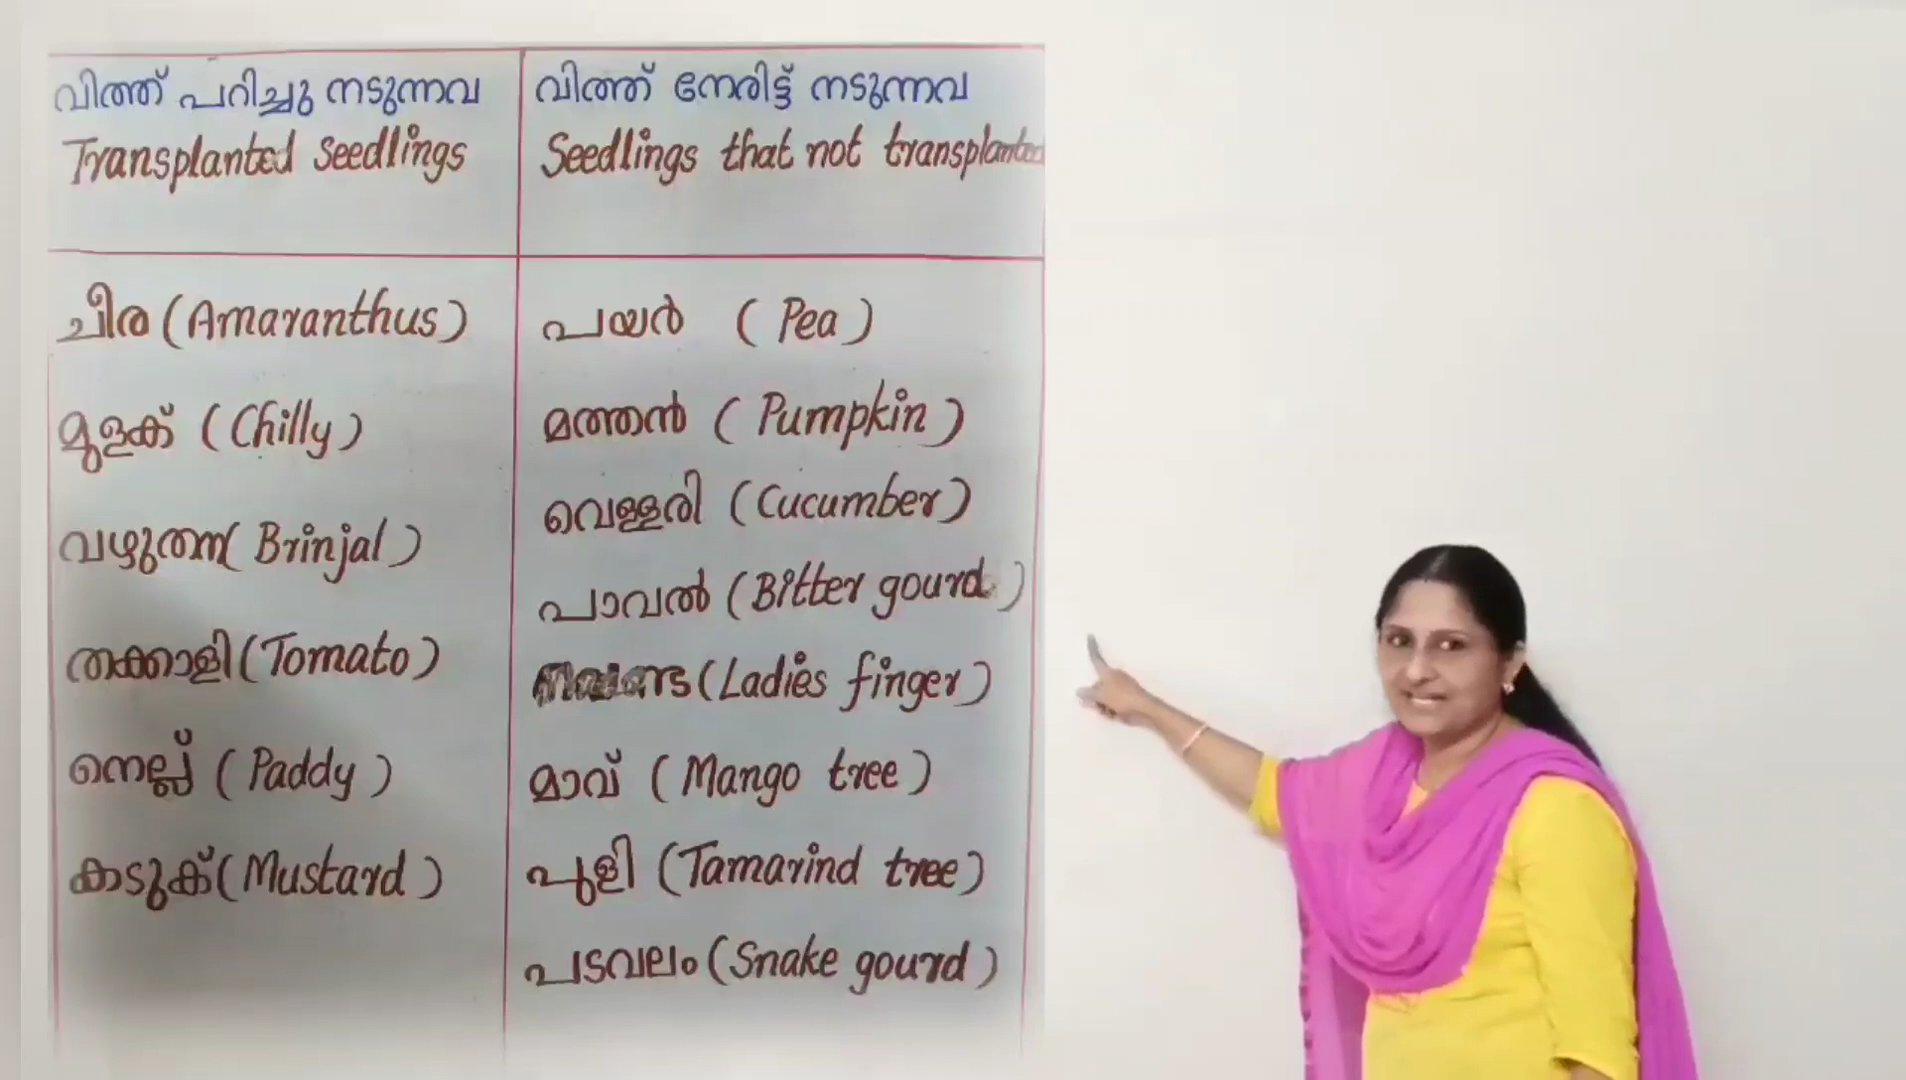 വിത്ത് പറിച്ചു നടുന്നവ
Transplanted seedlings
ചീര (Amaranthus)
മുളക് (Chilly)
വഴുതന (Brinjal)
തക്കാളി (Tomato)
നെല്ല് (Paddy)
കടുക് (Mustard)
വിത്ത് നേരിട്ട് നടുന്നവ
Seedlings that not transplanted
പയർ (Pea)
മത്തൻ (Pumpkin)
വെള്ളരി (Cucumber)
പാവൽ (Bitter gourd)
(Ladies finger)
മാവ് (Mango tree)
പുളി (Tamarind tree)
പടവലം (Snake gourd)